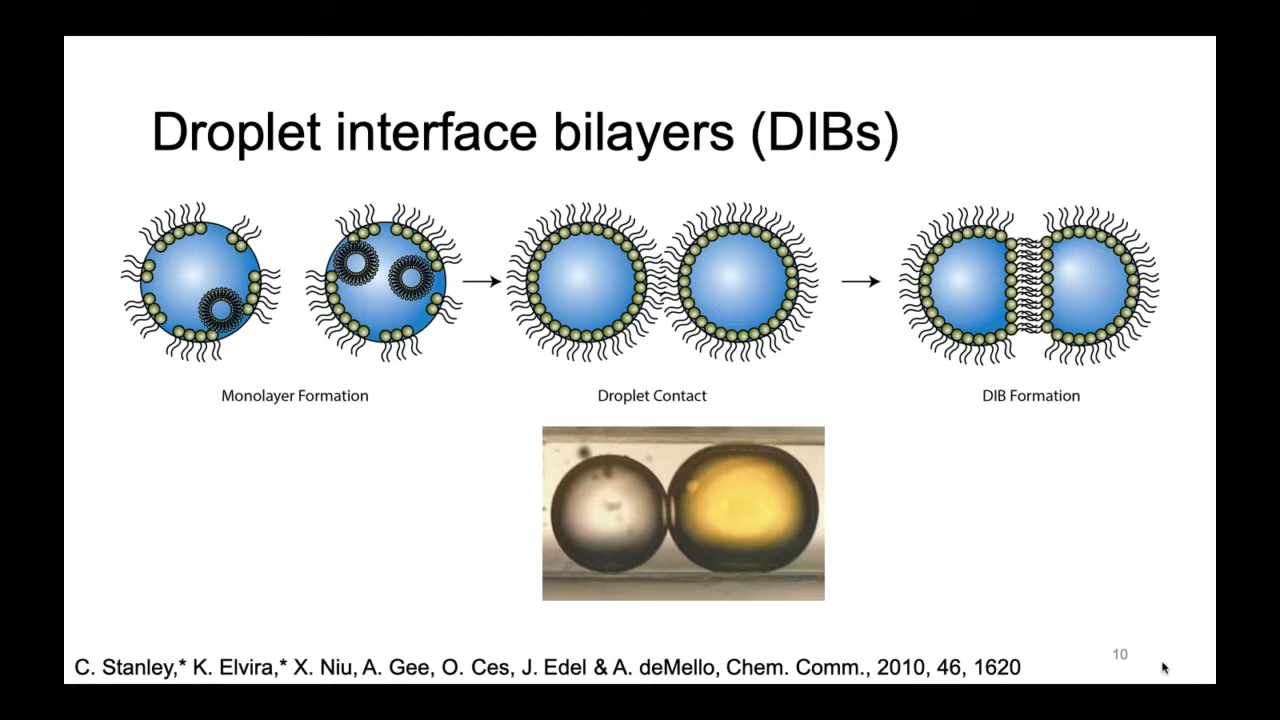 Droplet interface bilayers (DIBs)
Monolayer Formation
Droplet Contact
DIB Formation
10
C. Stanley,* K. Elvira,* X. Niu, A. Gee, O. Ces, J. Edel & A. deMello, Chem. Comm., 2010, 46, 1620